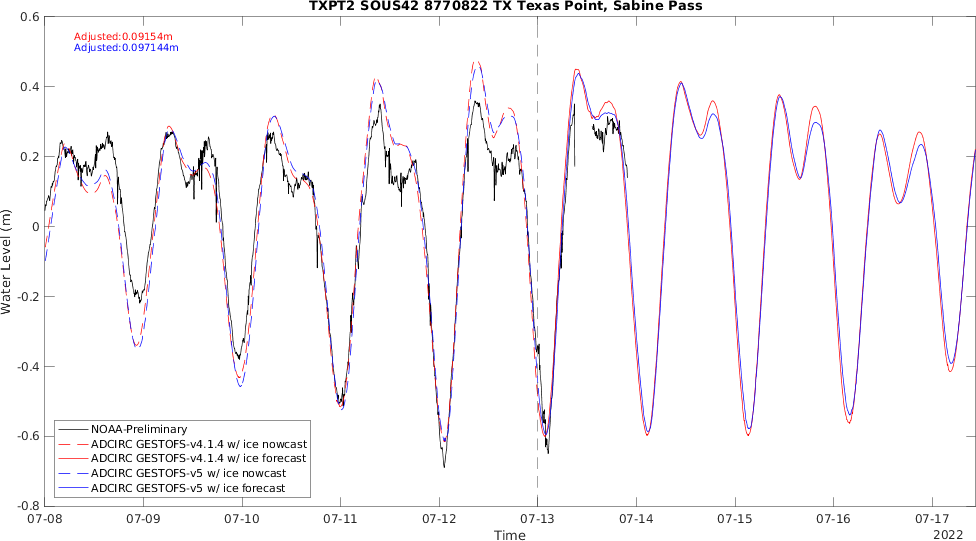 TXPT2 SOUS42 8770822 TX Texas Point, Sabine Pass
Adjusted:0.09154m
Adjusted:0.097144m
Water Level (m)
0.6
0.4
0.2
0
-0.2
-0.4
-0.6
-0.8
NOAA-Preliminary
ADCIRC GESTOFS-v4.1.4 w/ ice nowcast
ADCIRC GESTOFS-v4.1.4 w/ ice forecast
ADCIRC GESTOFS-v5 w/ ice nowcast
ADCIRC GESTOFS-v5 w/ ice forecast
07-08 07-09 07-10 07-11 07-12 07-13 07-14 07-15 07-16 07-17
2022
Time